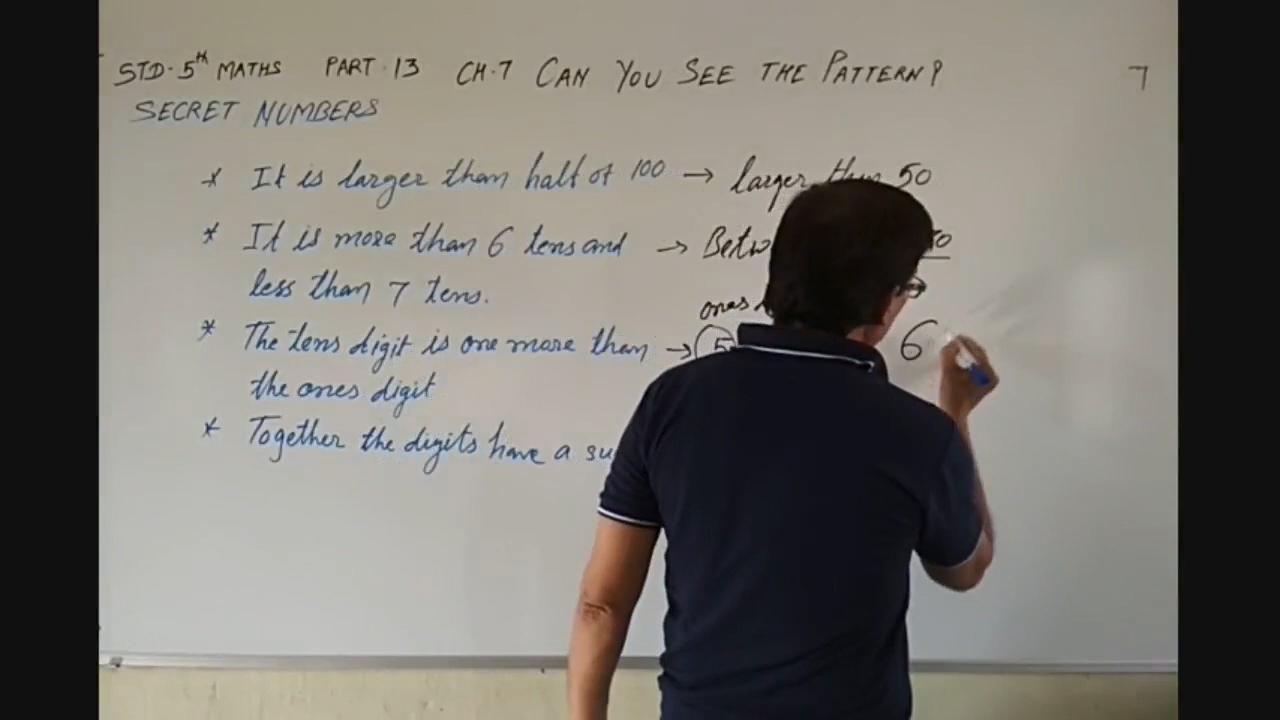 STD. 5TH MATHS PART. 13 CH.7 CAN YOU SEE THE PATTERN? 7
SECRET NUMBERS
* It is larger than half of 100 → larger than 50
* It is more than 6 tens and →
less than 7 tens.
ones
* The tens digit is one more than → 5 6
the ones digit
* Together the digits have a